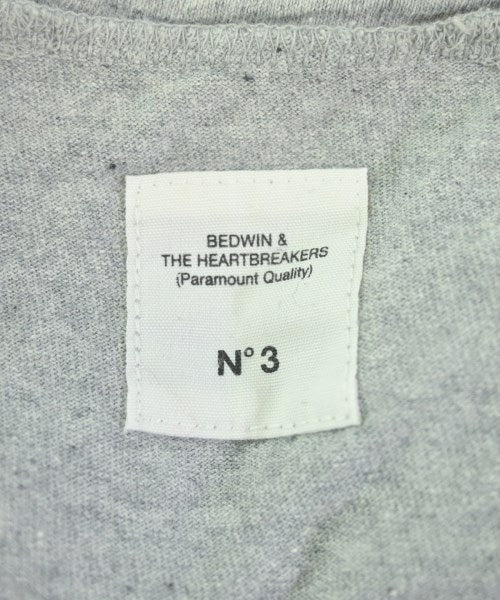 BEDWIN &
THE HEARTBREAKERS
(Paramount Quality)
N° 3